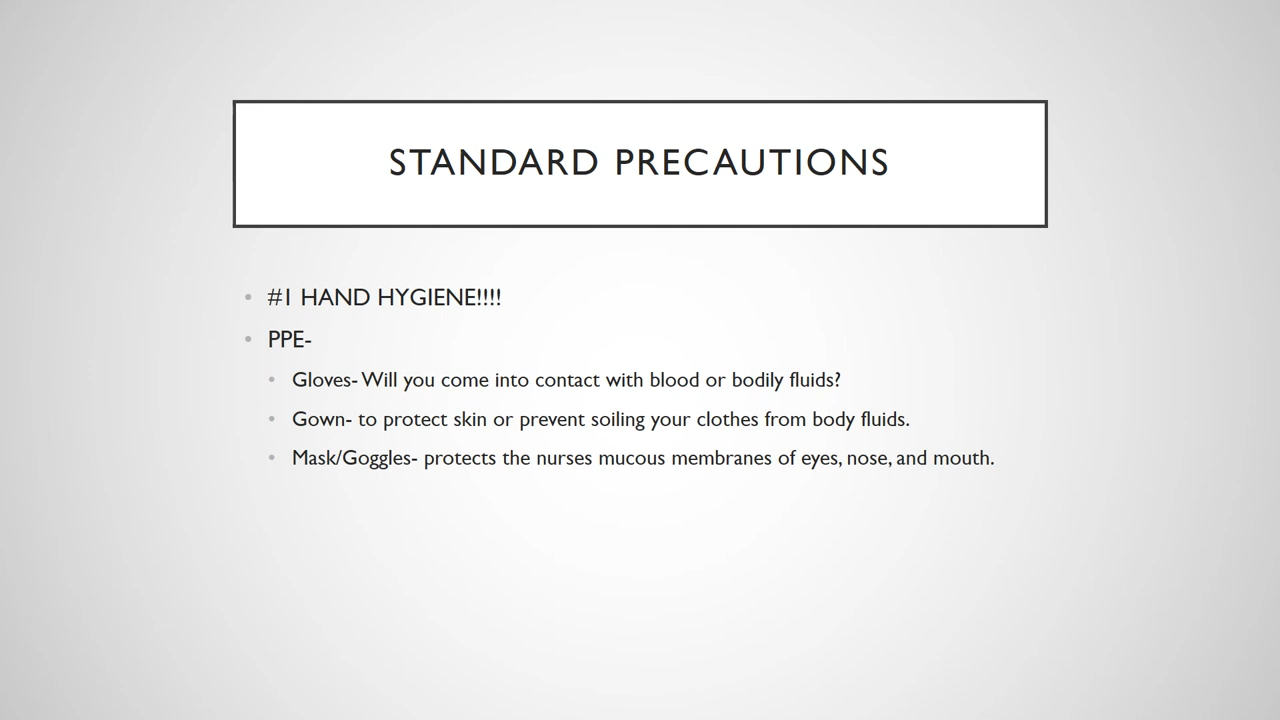 STANDARD PRECAUTIONS
#1 HAND HYGIENE!!!!
PPE-
Gloves- Will you come into contact with blood or bodily fluids?
Gown- to protect skin or prevent soiling your clothes from body fluids.
Mask/Goggles- protects the nurses mucous membranes of eyes, nose, and mouth.